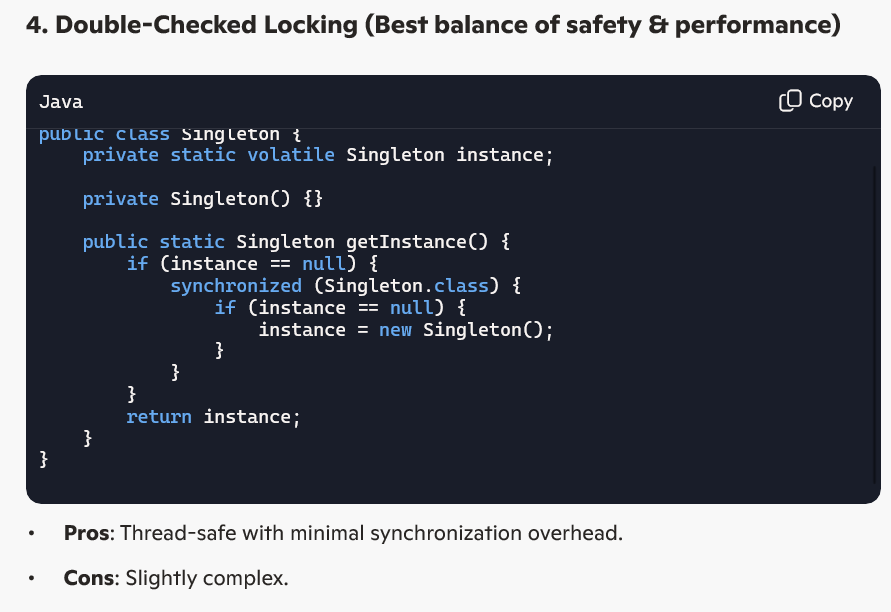 4. Double-Checked Locking (Best balance of safety & performance)
Java
Copy
public class Singleton {
    private static volatile Singleton instance;
    private Singleton() {}
    public static Singleton getInstance() {
        if (instance == null) {
            synchronized (Singleton.class) {
                if (instance == null) {
                    instance = new Singleton();
                }
            }
        }
        return instance;
    }
}
• Pros: Thread-safe with minimal synchronization overhead.
• Cons: Slightly complex.